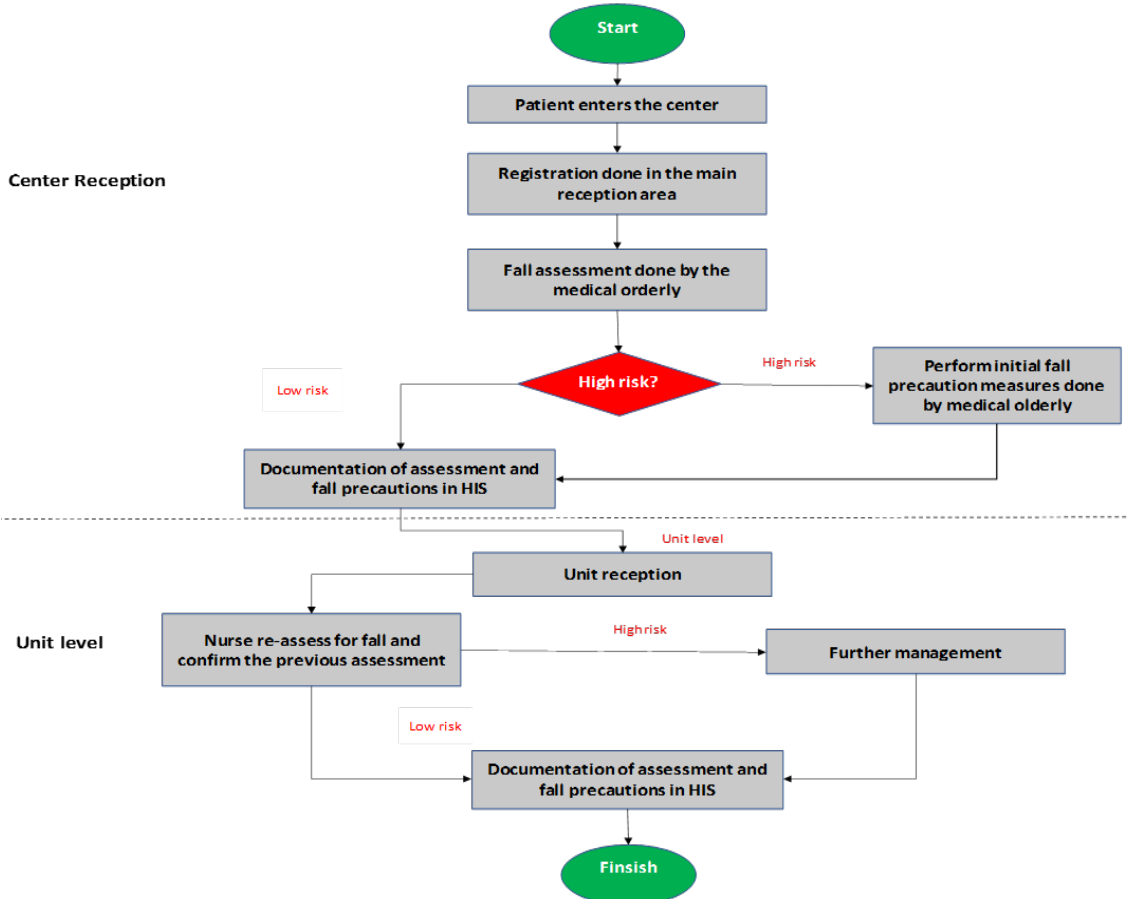 Start
Patient enters the center
Center Reception
Registration done in the main
reception area
Fall assessment done by the
medical orderly
High risk?
High risk
Low risk
Perform initial fall
precaution measures done
by medical olderly
Documentation of assessment and
fall precautions in HIS
Unit level
Unit reception
Unit level
Nurse re-assess for fall and
confirm the previous assessment
High risk
Further management
Low risk
Documentation of assessment and
fall precautions in HIS
Finsish